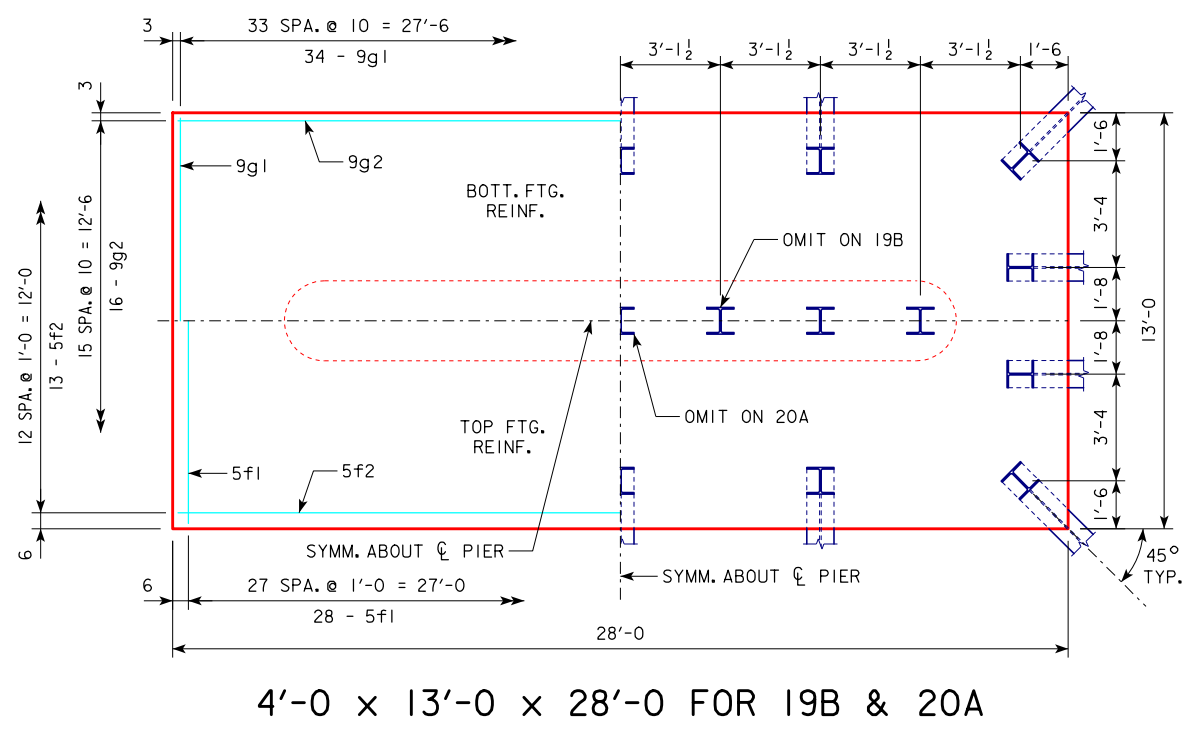 3
33 SPA. @ 10 = 27'-6
34 - 9g1
3'-1½
3'-1½
3'-1½
3'-1½
1'-6
3
9g1
9g2
BOTT. FTG.
REINF.
1'-6
3'-4
1'-8
1'-8
3'-4
1'-6
13'-0
OMIT ON 19B
OMIT ON 20A
12 SPA. @ 1'-0 = 12'-0
13 - 5f2
15 SPA. @ 10 = 12'-6
16 - 9g2
TOP FTG.
REINF.
5f1
5f2
6
SYMM. ABOUT ℄ PIER
SYMM. ABOUT ℄ PIER
45°
TYP.
6
27 SPA. @ 1'-0 = 27'-0
28 - 5f1
28'-0
4'-0 x 13'-0 x 28'-0 FOR 19B & 20A